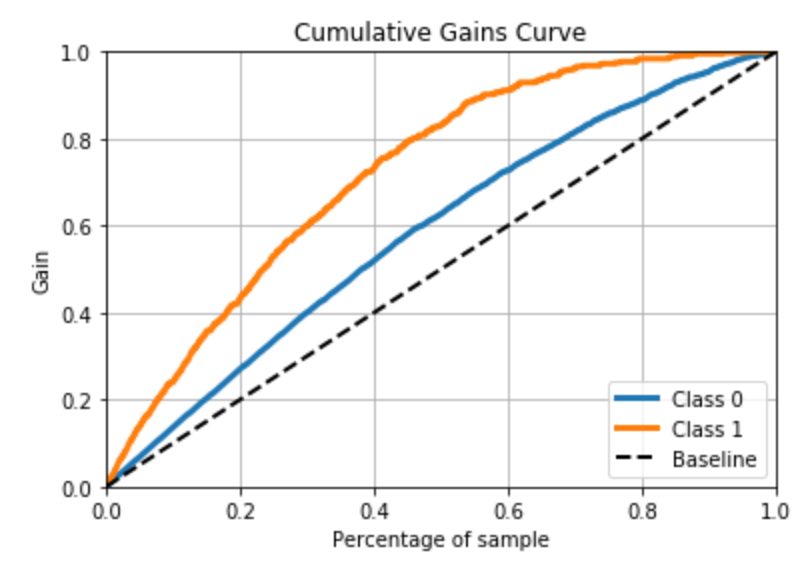 Cumulative Gains Curve
1.0
0.8
0.6
0.4
0.2
0.0
Gain
0.0 0.2 0.4 0.6 0.8 1.0
Percentage of sample
Class 0
Class 1
Baseline